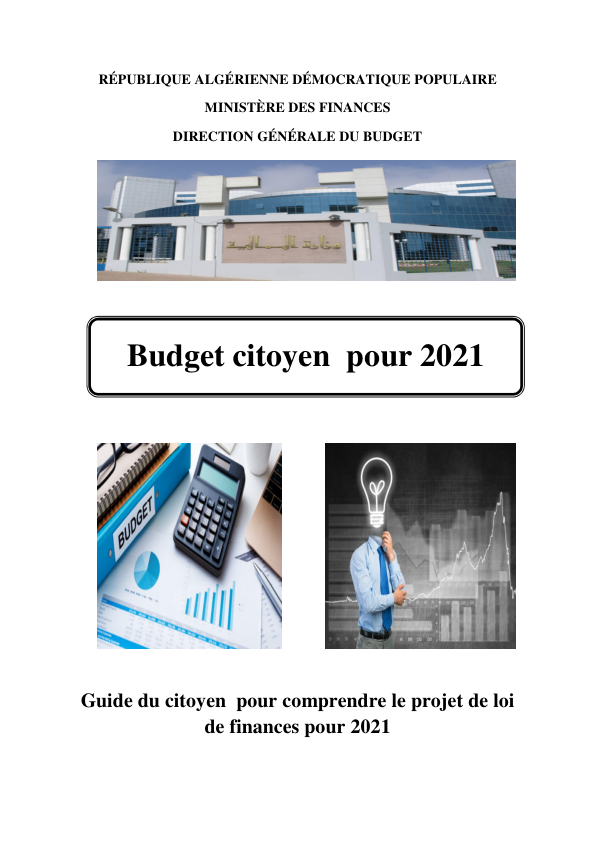 RÉPUBLIQUE ALGÉRIENNE DÉMOCRATIQUE POPULAIRE
MINISTÈRE DES FINANCES
DIRECTION GÉNÉRALE DU BUDGET
وزارة المالية
Budget citoyen pour 2021
BUDGET
Guide du citoyen pour comprendre le projet de loi
de finances pour 2021